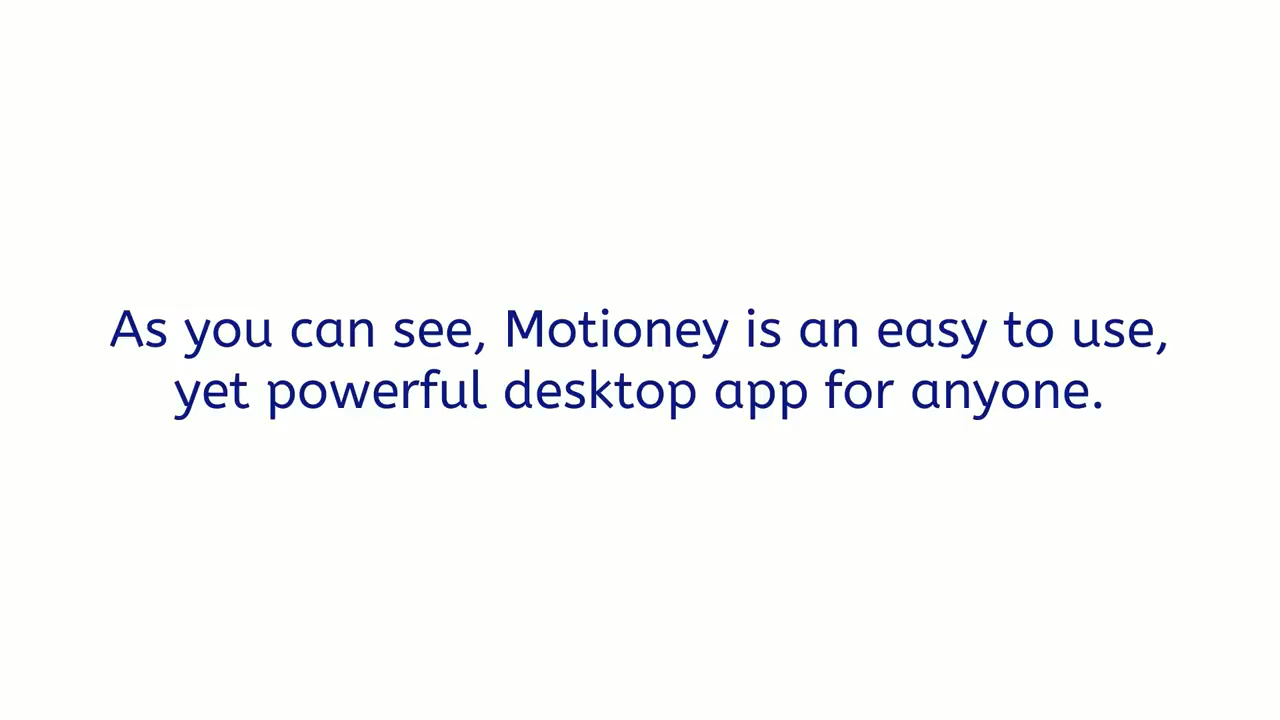 As you can see, Motioney is an easy to use,
yet powerful desktop app for anyone.